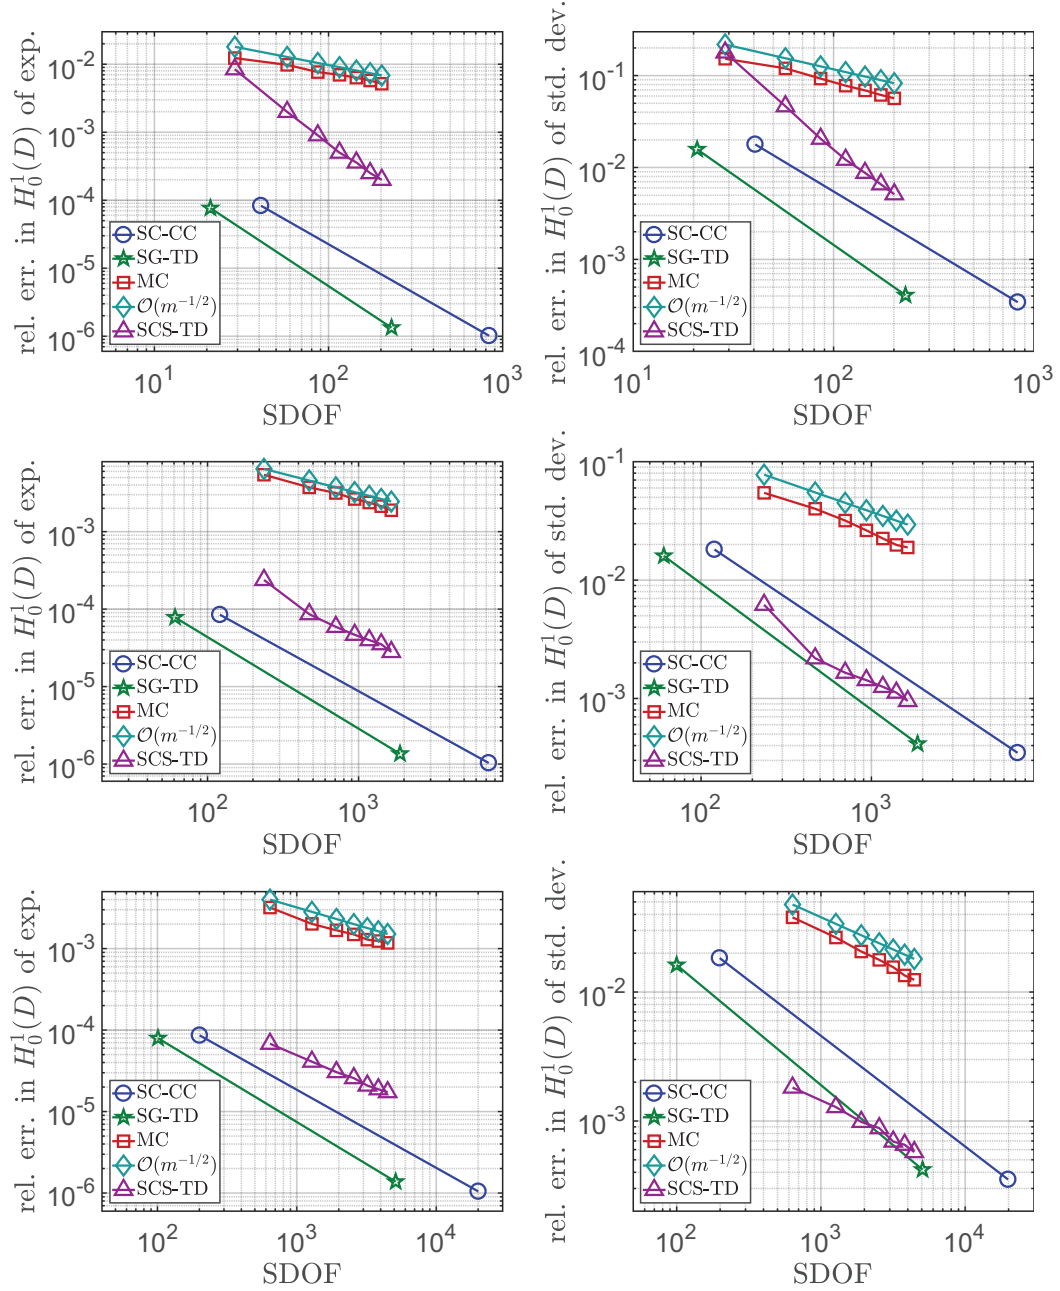 rel. err. in $H_0^1(D)$ of exp.
10^{-2}
10^{-3}
10^{-4}
10^{-5}
10^{-6}
SC-CC
SG-TD
MC
$\mathcal{O}(m^{-1/2})$
SCS-TD
10^1 10^2 10^3
SDOF
rel. err. in $H_0^1(D)$ of std. dev.
10^{-1}
10^{-2}
10^{-3}
10^{-4}
SC-CC
SG-TD
MC
$\mathcal{O}(m^{-1/2})$
SCS-TD
10^1 10^2 10^3
SDOF
rel. err. in $H_0^1(D)$ of exp.
10^{-3}
10^{-4}
10^{-5}
10^{-6}
SC-CC
SG-TD
MC
$\mathcal{O}(m^{-1/2})$
SCS-TD
10^2 10^3
SDOF
rel. err. in $H_0^1(D)$ of std. dev.
10^{-1}
10^{-2}
10^{-3}
SC-CC
SG-TD
MC
$\mathcal{O}(m^{-1/2})$
SCS-TD
10^2 10^3
SDOF
rel. err. in $H_0^1(D)$ of exp.
10^{-3}
10^{-4}
10^{-5}
10^{-6}
SC-CC
SG-TD
MC
$\mathcal{O}(m^{-1/2})$
SCS-TD
10^2 10^3 10^4
SDOF
rel. err. in $H_0^1(D)$ of std. dev.
10^{-2}
10^{-3}
SC-CC
SG-TD
MC
$\mathcal{O}(m^{-1/2})$
SCS-TD
10^2 10^3 10^4
SDOF